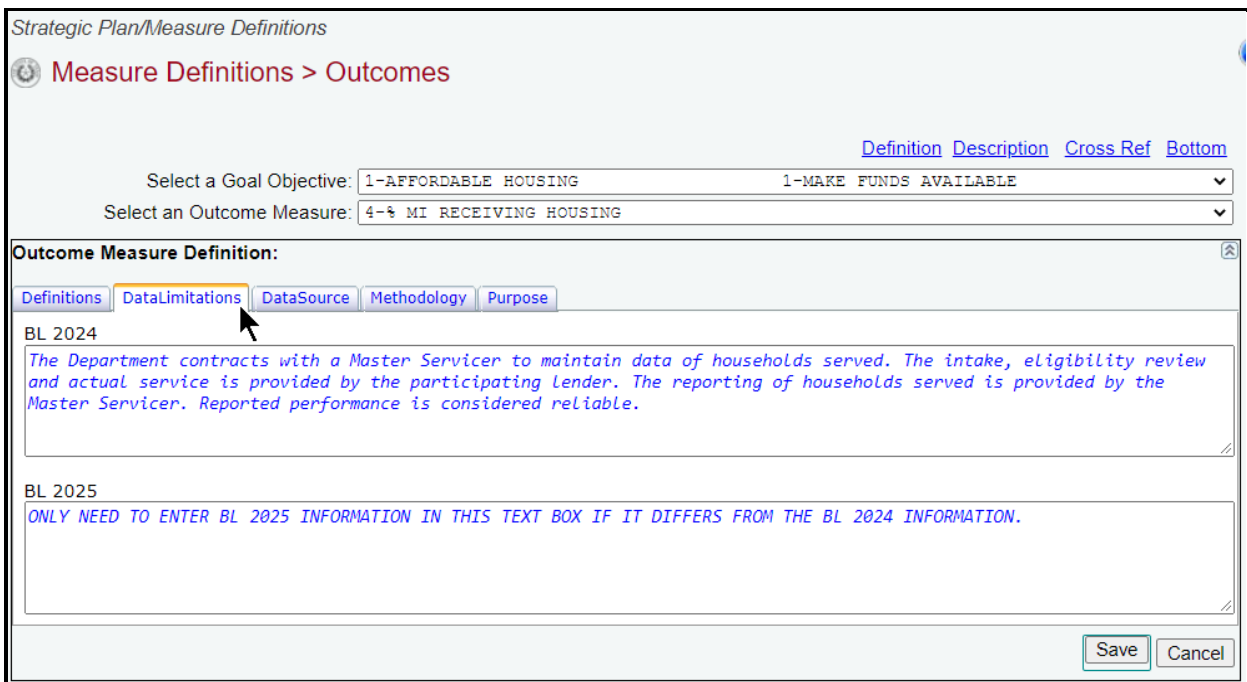 Strategic Plan/Measure Definitions
Measure Definitions > Outcomes
Definition Description Cross Ref Bottom
Select a Goal Objective: 1-AFFORDABLE HOUSING 1-MAKE FUNDS AVAILABLE
Select an Outcome Measure: 4-% MI RECEIVING HOUSING
Outcome Measure Definition:
Definitions DataLimitations DataSource Methodology Purpose
BL 2024
The Department contracts with a Master Servicer to maintain data of households served. The intake, eligibility review
and actual service is provided by the participating lender. The reporting of households served is provided by the
Master Servicer. Reported performance is considered reliable.
BL 2025
ONLY NEED TO ENTER BL 2025 INFORMATION IN THIS TEXT BOX IF IT DIFFERS FROM THE BL 2024 INFORMATION.
Save Cancel